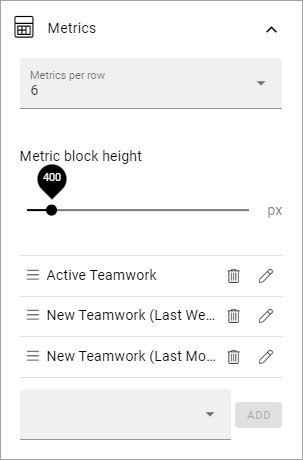 Metrics
Metrics per row
6
Metric block height
400
px
Active Teamwork
New Teamwork (Last We...
New Teamwork (Last Mo...
ADD